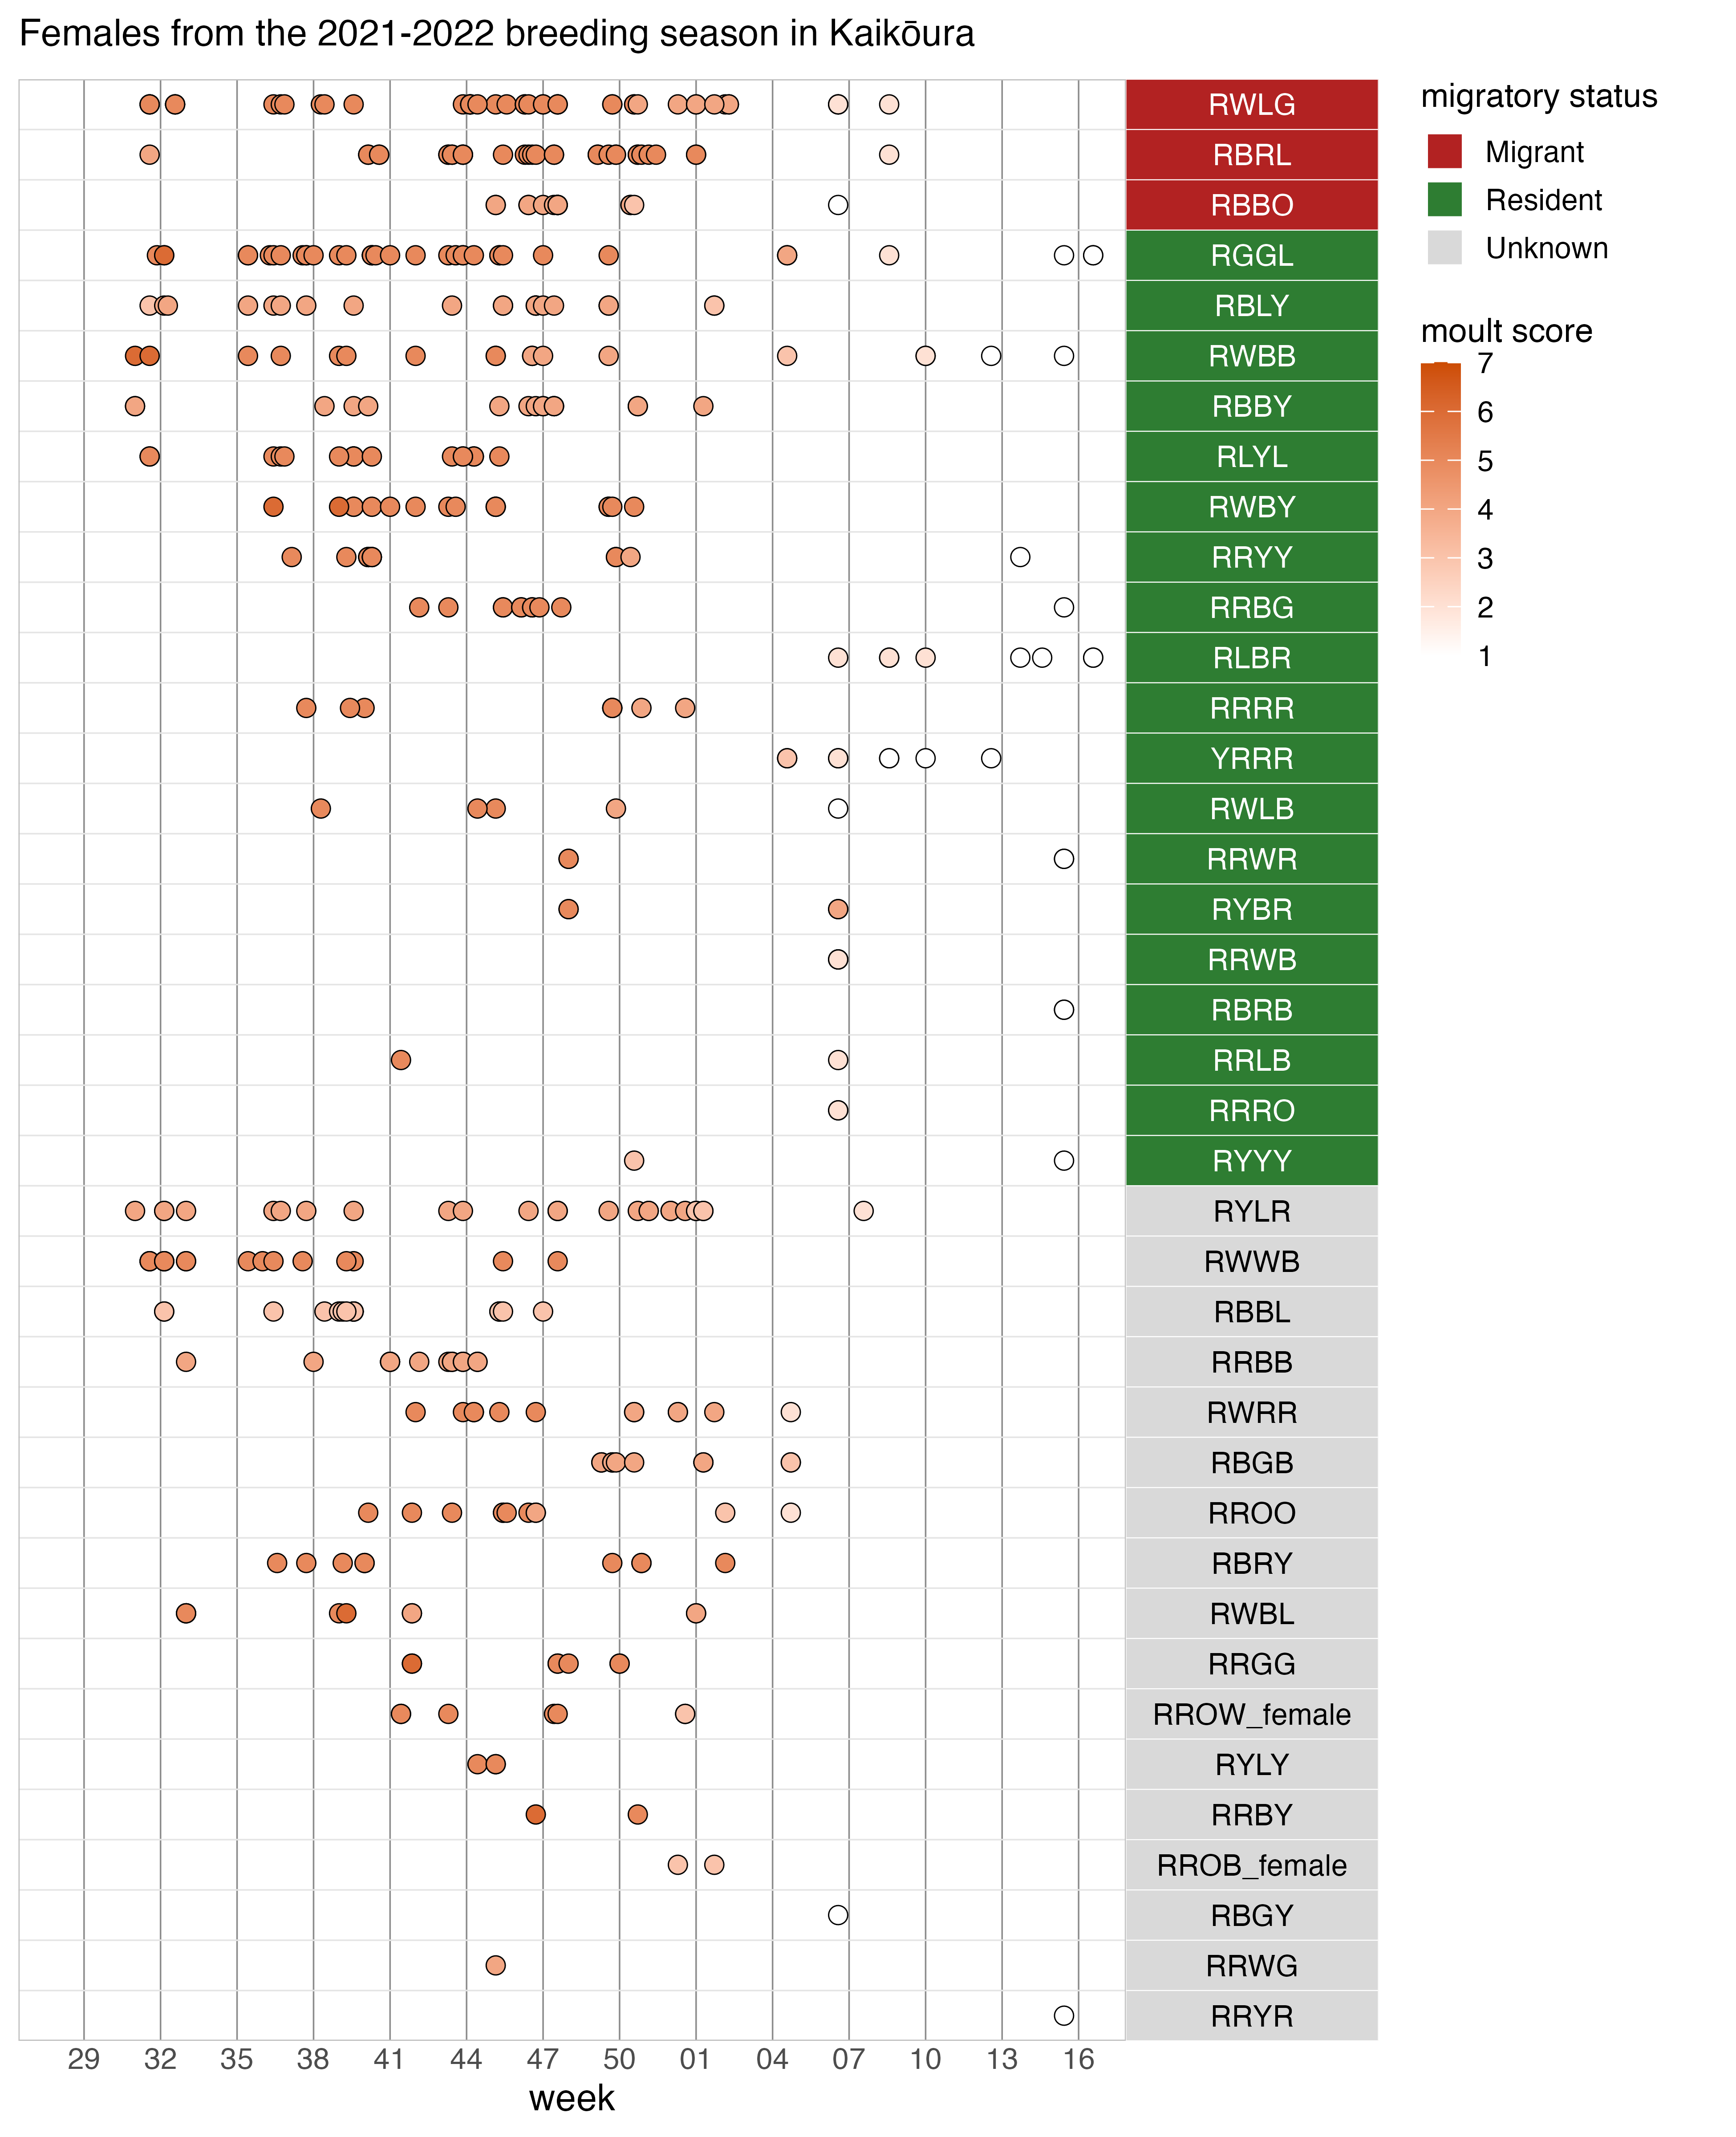 Females from the 2021-2022 breeding season in Kaikōura
RWLG
RBRL
RBBO
RGGL
RBLY
RWBB
RBBY
RLYL
RWBY
RRYY
RRBG
RLBR
RRRR
YRRR
RWLB
RRWR
RYBR
RRWB
RBRB
RRLB
RRRO
RYYY
RYLR
RWWB
RBBL
RRBB
RWRR
RBGB
RROO
RBRY
RWBL
RRGG
RROW_female
RYLY
RRBY
RROB_female
RBGY
RRWG
RRYR
29 32 35 38 41 44 47 50 01 04 07 10 13 16
week
migratory status
Migrant
Resident
Unknown
moult score
7
6
5
4
3
2
1